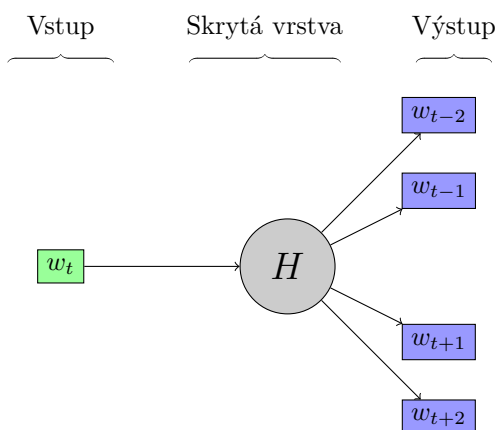 Vstup Skrytá vrstva Výstup
w_{t−2}
w_{t−1}
w_t
H
w_{t+1}
w_{t+2}